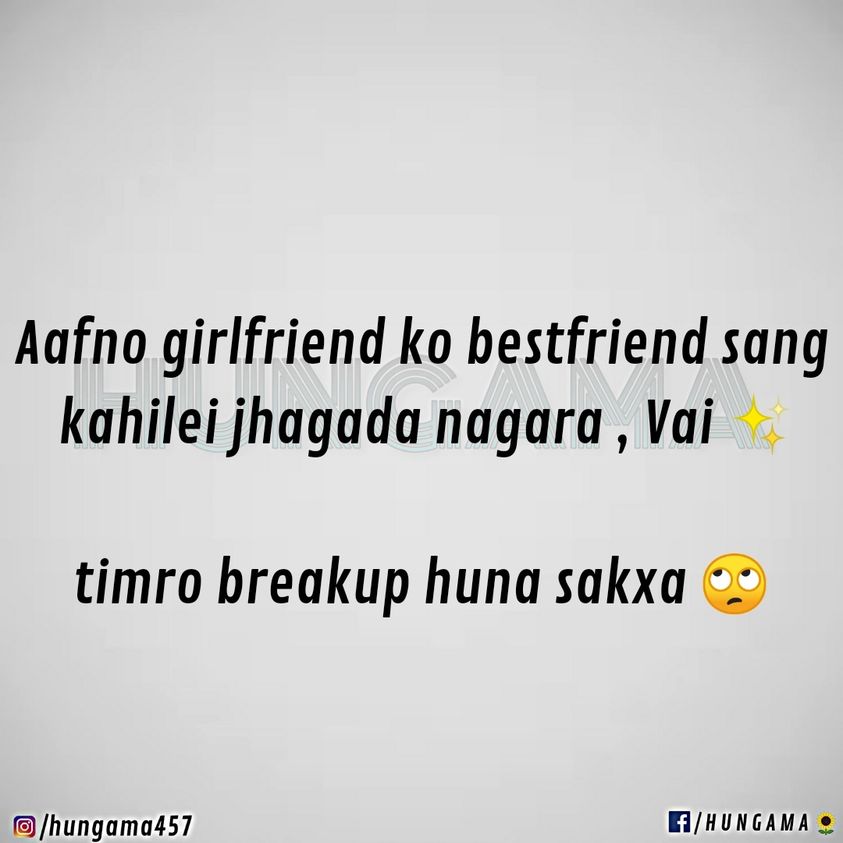 Aafno girlfriend ko bestfriend sang
HUNGAMA
kahilei jhagada nagara , Vai ✨
timro breakup huna sakxa 🙄
/hungama457
/HUNGAMA🌻